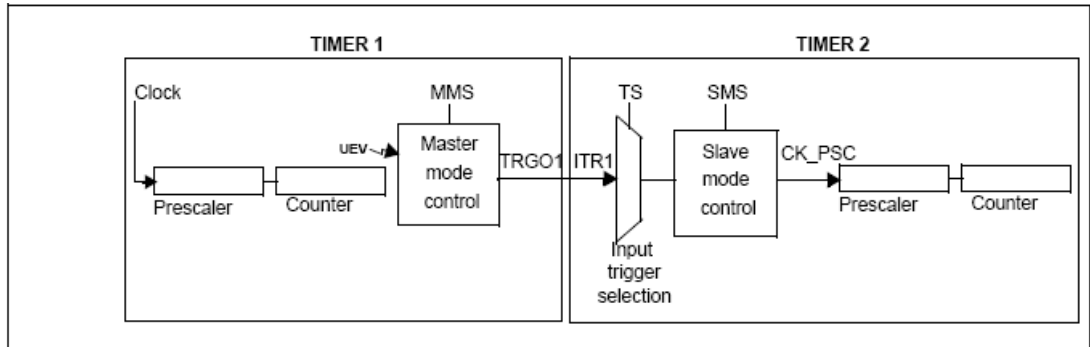 TIMER 1
TIMER 2
Clock
MMS
TS
SMS
UEV
Master
mode
control
TRGO1
ITR1
Slave
mode
control
CK_PSC
Prescaler
Counter
Prescaler
Counter
Input
trigger
selection